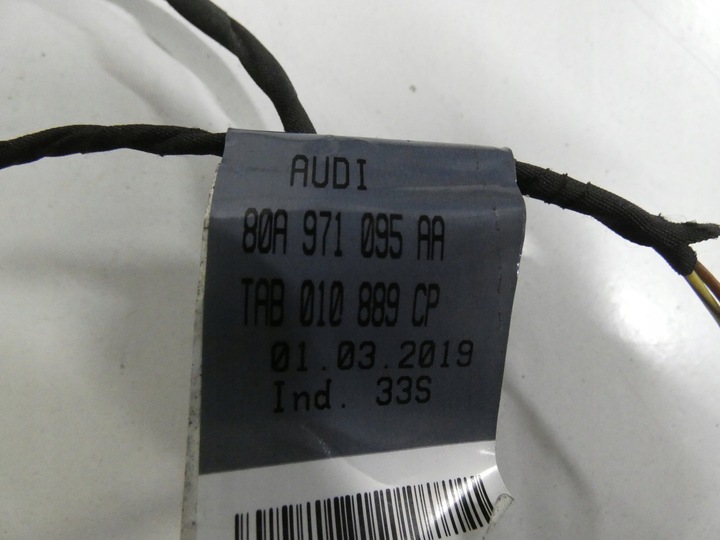 AUDI
80A 971 095 AA
TAB 010 889 CP
01.03.2019
Ind. 33S